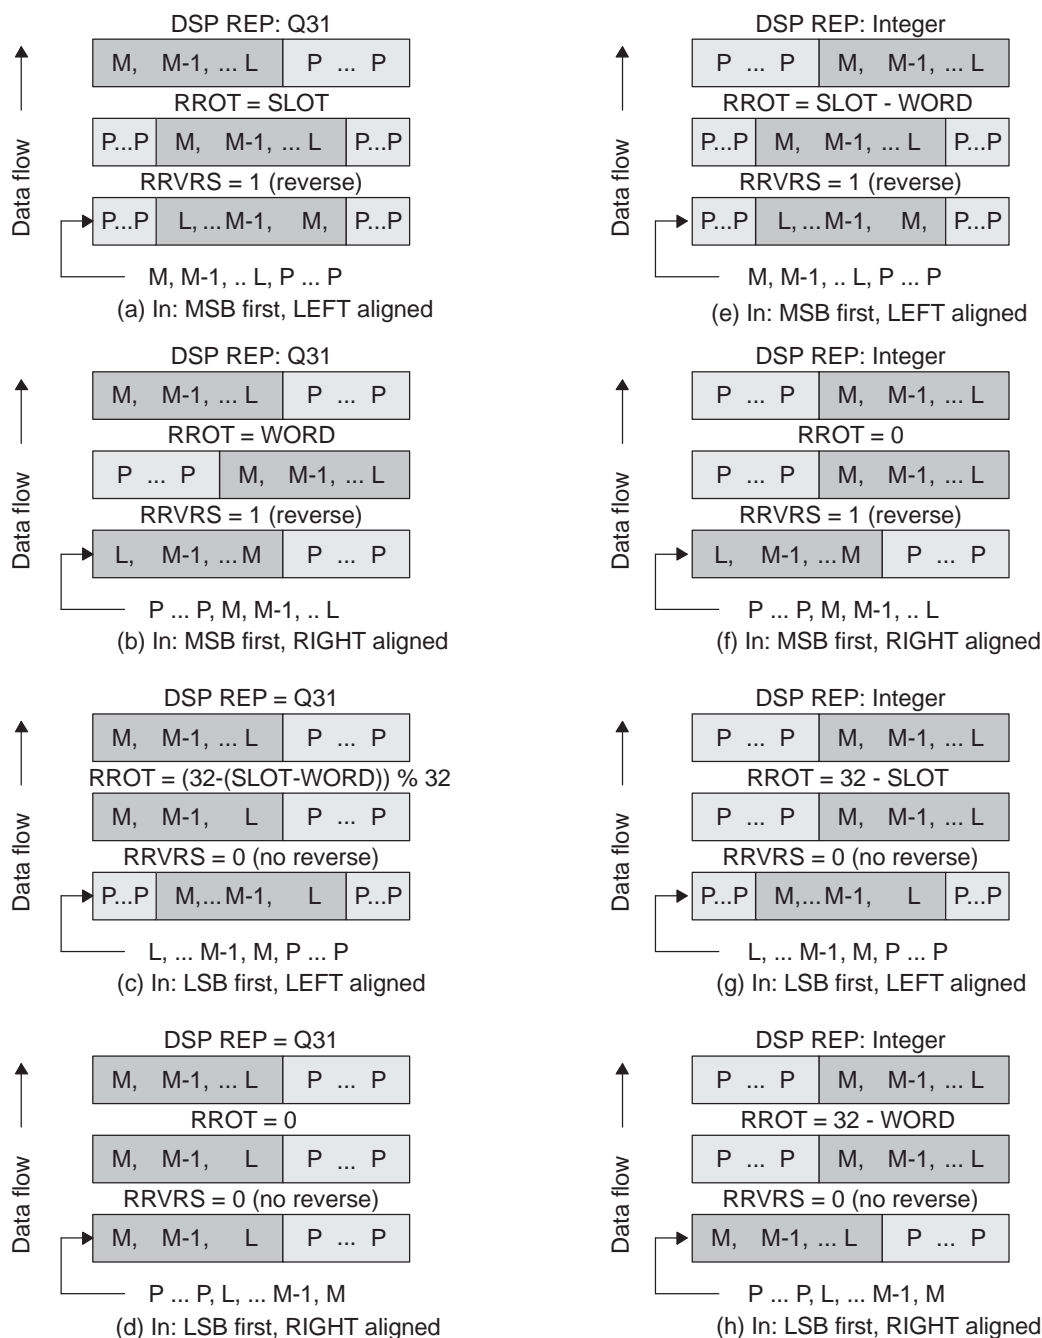 DSP REP: Q31
M, M-1, ... L P ... P
RROT = SLOT
P...P M, M-1, ... L P...P
RRVRS = 1 (reverse)
P...P L, ... M-1, M, P...P
M, M-1, .. L, P ... P
(a) In: MSB first, LEFT aligned
Data flow
DSP REP: Q31
M, M-1, ... L P ... P
RROT = WORD
P ... P M, M-1, ... L
RRVRS = 1 (reverse)
L, M-1, ... M P ... P
P ... P, M, M-1, .. L
(b) In: MSB first, RIGHT aligned
Data flow
DSP REP = Q31
M, M-1, ... L P ... P
RROT = (32-(SLOT-WORD)) % 32
M, M-1, L P ... P
RRVRS = 0 (no reverse)
P...P M,... M-1, L P...P
L, ... M-1, M, P ... P
(c) In: LSB first, LEFT aligned
Data flow
DSP REP = Q31
M, M-1, ... L P ... P
RROT = 0
M, M-1, L P ... P
RRVRS = 0 (no reverse)
M, M-1, L P ... P
P ... P, L, ... M-1, M
(d) In: LSB first, RIGHT aligned
Data flow
DSP REP: Integer
P ... P M, M-1, ... L
RROT = SLOT - WORD
P...P M, M-1, ... L P...P
RRVRS = 1 (reverse)
P...P L, ... M-1, M, P...P
M, M-1, .. L, P ... P
(e) In: MSB first, LEFT aligned
Data flow
DSP REP: Integer
P ... P M, M-1, ... L
RROT = 0
P ... P M, M-1, ... L
RRVRS = 1 (reverse)
L, M-1, ... M P ... P
P ... P, M, M-1, .. L
(f) In: MSB first, RIGHT aligned
Data flow
DSP REP: Integer
P ... P M, M-1, ... L
RROT = 32 - SLOT
P ... P M, M-1, ... L
RRVRS = 0 (no reverse)
P...P M,... M-1, L P...P
L, ... M-1, M, P ... P
(g) In: LSB first, LEFT aligned
Data flow
DSP REP: Integer
P ... P M, M-1, ... L
RROT = 32 - WORD
P ... P M, M-1, ... L
RRVRS = 0 (no reverse)
M, M-1, ... L P ... P
P ... P, L, ... M-1, M
(h) In: LSB first, RIGHT aligned
Data flow